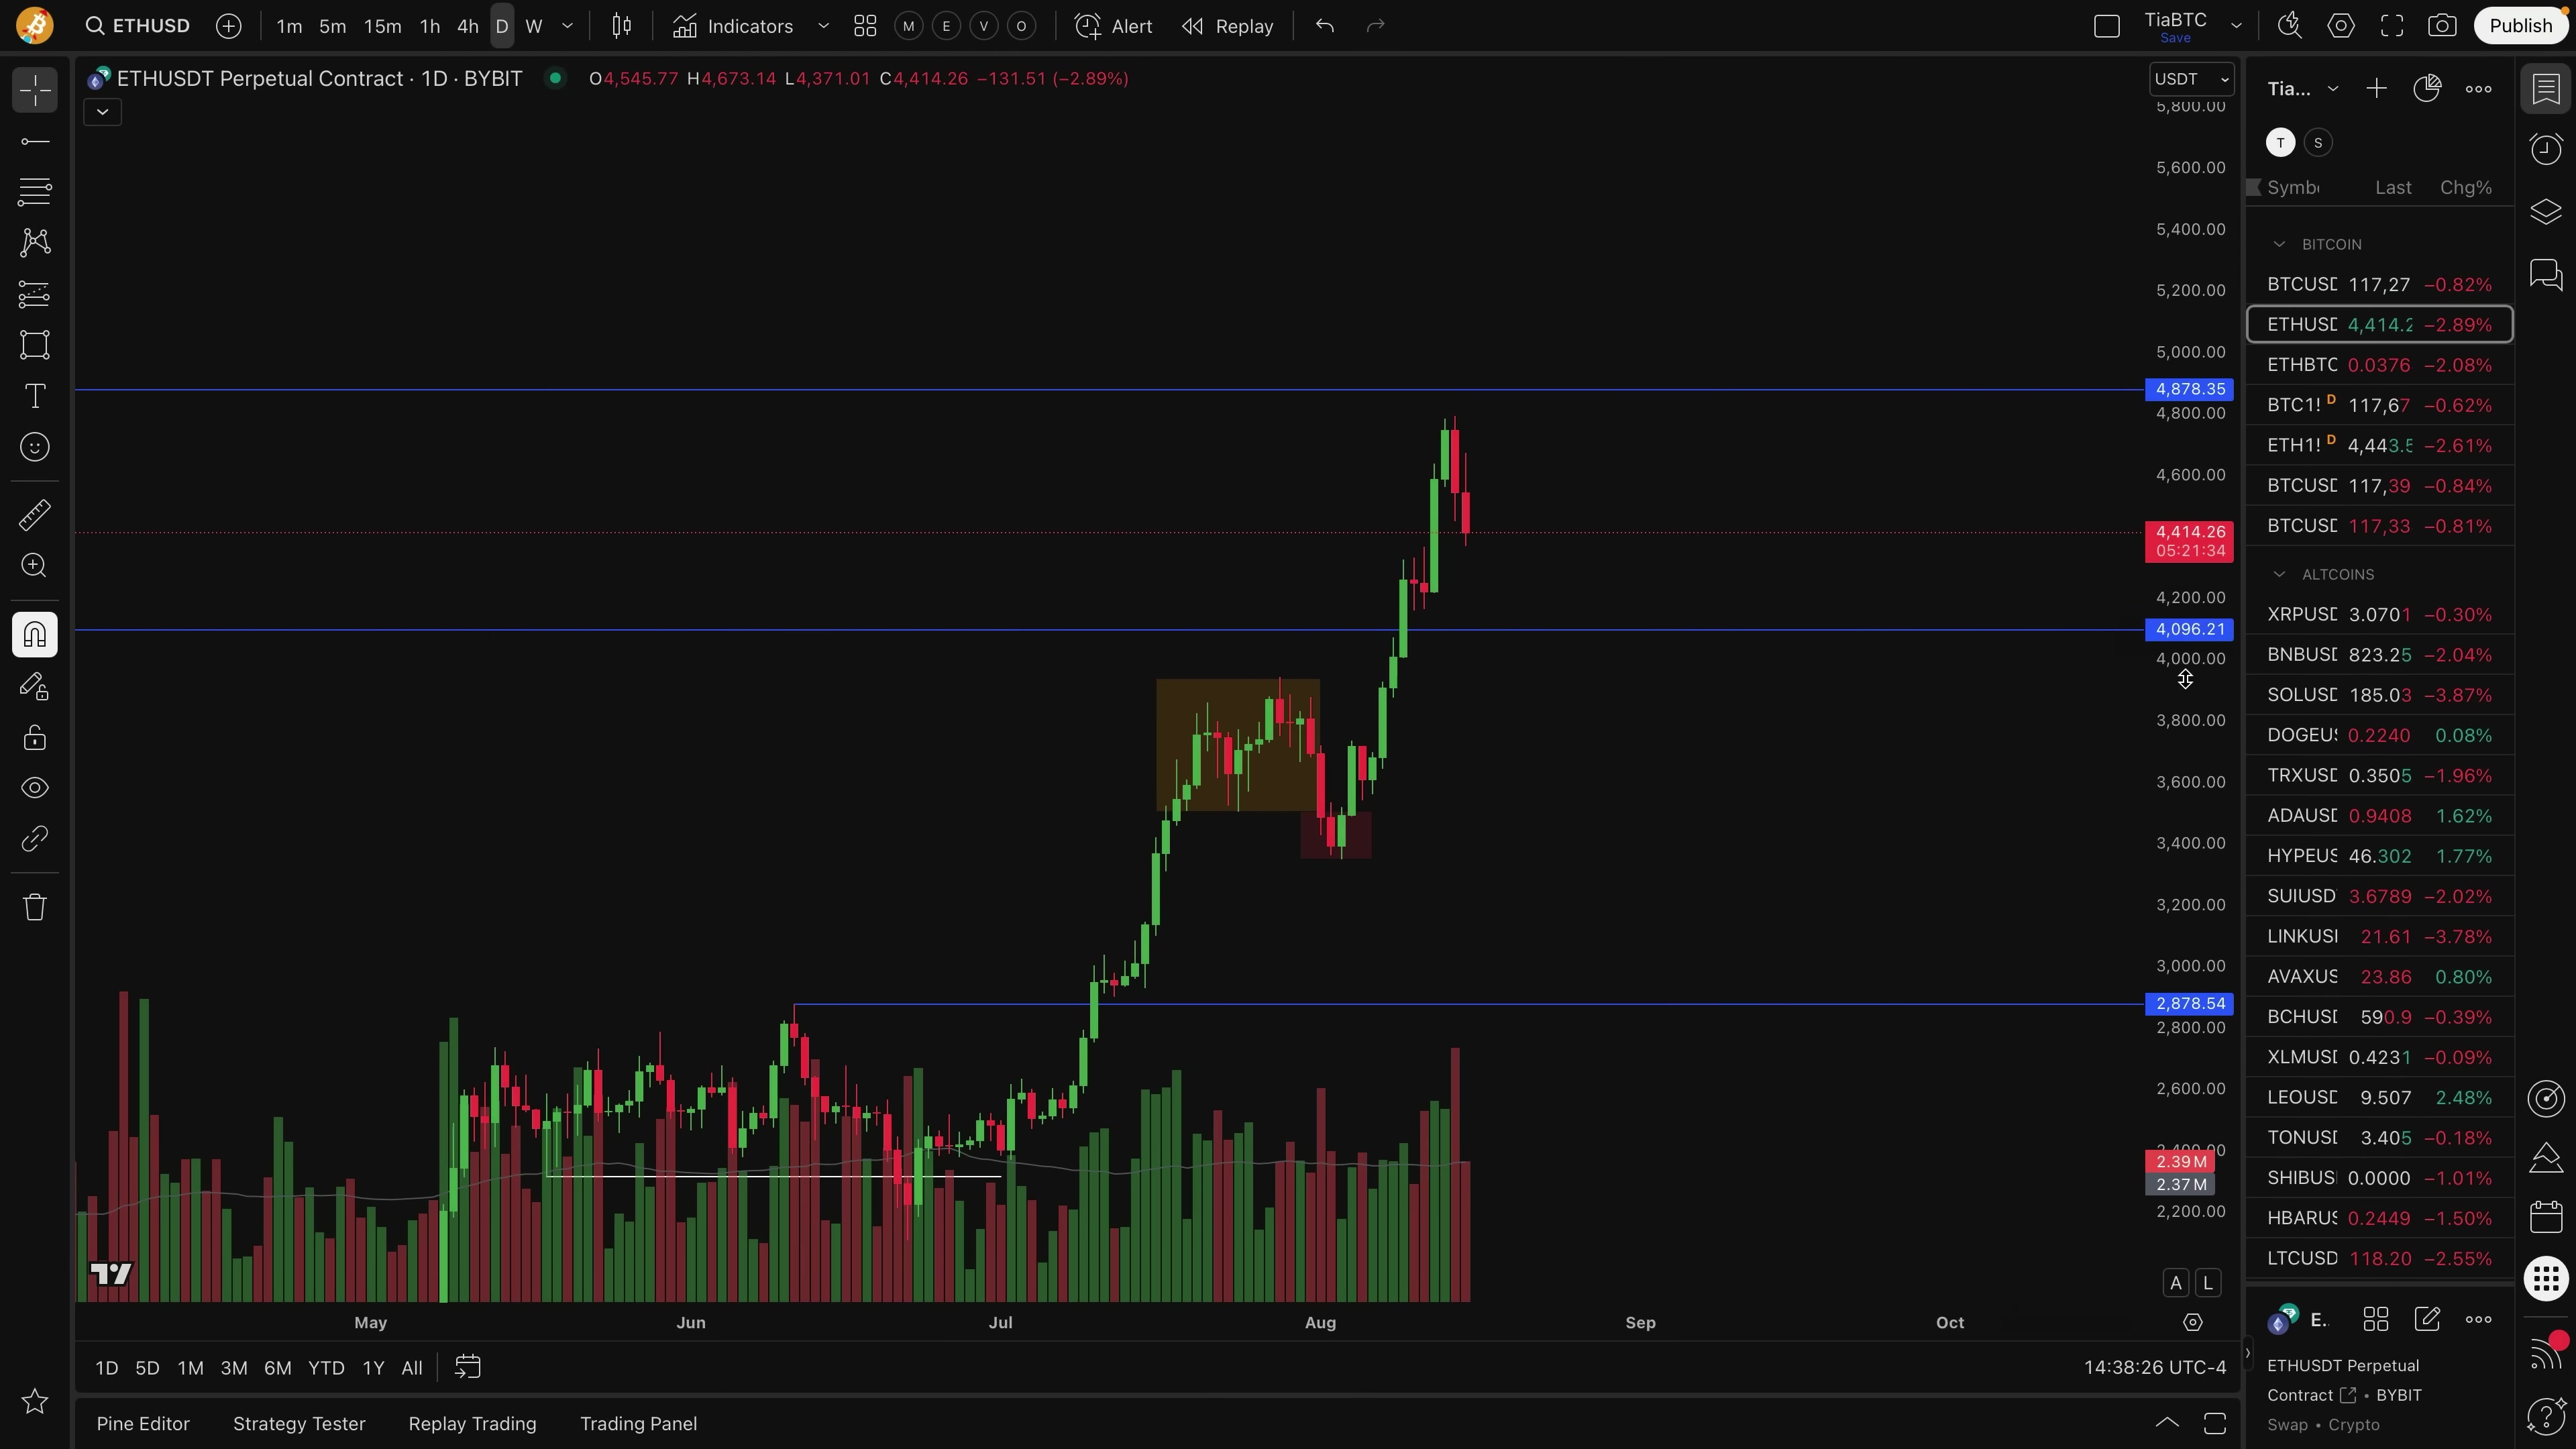 ETHUSD 1m 5m 15m 1h 4h D W Indicators M E V O Alert Replay TiaBTC Save Publish
ETHUSDT Perpetual Contract · 1D · BYBIT O4,545.77 H4,673.14 L4,371.01 C4,414.26 −131.51 (−2.89%)
USDT
5,800.00
5,600.00
5,400.00
5,200.00
5,000.00
4,878.35
4,800.00
4,600.00
4,414.26
05:21:34
4,200.00
4,096.21
4,000.00
3,800.00
3,600.00
3,400.00
3,200.00
3,000.00
2,878.54
2,800.00
2,600.00
2.39 M
2.37 M
2,200.00
A L
May Jun Jul Aug Sep Oct
1D 5D 1M 3M 6M YTD 1Y All
14:38:26 UTC-4
Pine Editor Strategy Tester Replay Trading Trading Panel
Tia...
T S
Last Chg%
BITCOIN
BTCUSD 117,27 −0.82%
ETHUSD 4,414.2 −2.89%
ETHBTC 0.0376 −2.08%
BTC1! D 117,67 −0.62%
ETH1! D 4,443.5 −2.61%
BTCUSD 117,39 −0.84%
BTCUSD 117,33 −0.81%
ALTCOINS
XRPUSD 3.0701 −0.30%
BNBUSD 823.25 −2.04%
SOLUSD 185.03 −3.87%
DOGEUS 0.2240 0.08%
TRXUSD 0.3505 −1.96%
ADAUSD 0.9408 1.62%
HYPEUS 46.302 1.77%
SUIUSD 3.6789 −2.02%
LINKUS 21.61 −3.78%
AVAXUS 23.86 0.80%
BCHUSD 590.9 −0.39%
XLMUSD 0.4231 −0.09%
LEOUSD 9.507 2.48%
TONUSD 3.405 −0.18%
SHIBUS 0.0000 −1.01%
HBARUS 0.2449 −1.50%
LTCUSD 118.20 −2.55%
E..
ETHUSDT Perpetual
Contract • BYBIT
Swap • Crypto